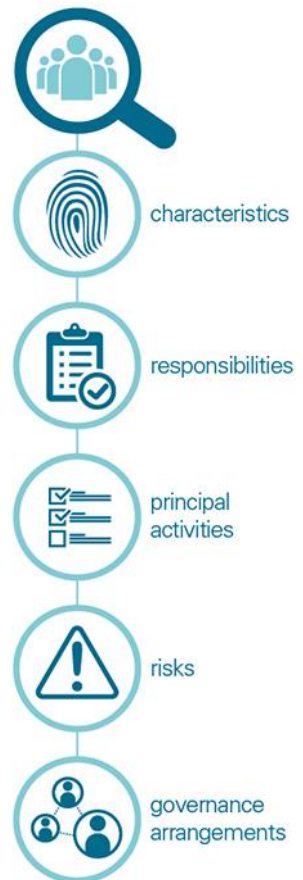 characteristics
responsibilities
principal
activities
risks
governance
arrangements